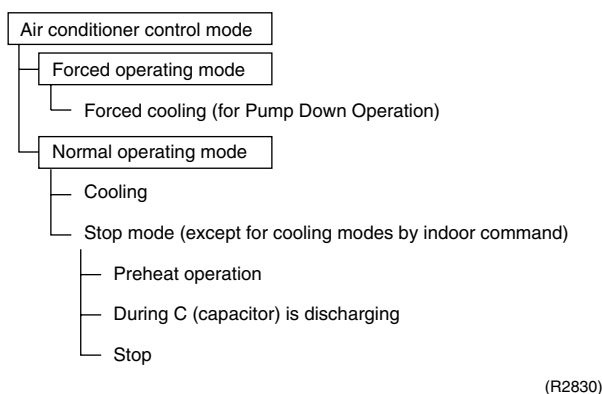 Air conditioner control mode
Forced operating mode
Forced cooling (for Pump Down Operation)
Normal operating mode
Cooling
Stop mode (except for cooling modes by indoor command)
Preheat operation
During C (capacitor) is discharging
Stop
(R2830)